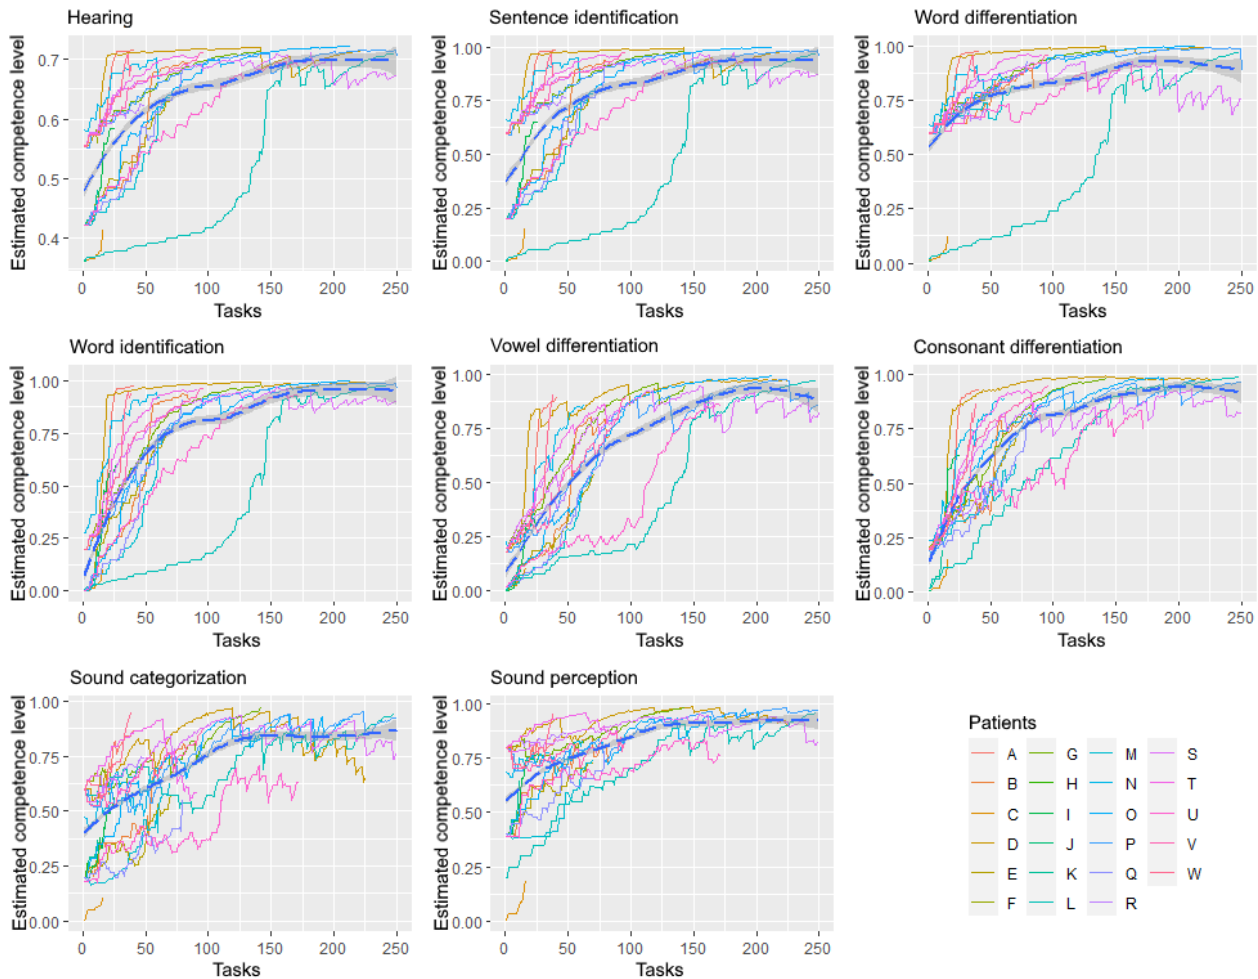 Hearing
Sentence identification
Word differentiation
Estimated competence level
0.7
0.6
0.5
0.4
0 50 100 150 200 250
Tasks
Estimated competence level
1.00
0.75
0.50
0.25
0.00
0 50 100 150 200 250
Tasks
Estimated competence level
1.00
0.75
0.50
0.25
0.00
0 50 100 150 200 250
Tasks
Word identification
Vowel differentiation
Consonant differentiation
Estimated competence level
1.00
0.75
0.50
0.25
0.00
0 50 100 150 200 250
Tasks
Estimated competence level
1.00
0.75
0.50
0.25
0.00
0 50 100 150 200 250
Tasks
Estimated competence level
1.00
0.75
0.50
0.25
0.00
0 50 100 150 200 250
Tasks
Sound categorization
Sound perception
Estimated competence level
1.00
0.75
0.50
0.25
0.00
0 50 100 150 200 250
Tasks
Estimated competence level
1.00
0.75
0.50
0.25
0.00
0 50 100 150 200 250
Tasks
Patients
A G M S
B H N T
C I O U
D J P V
E K Q W
F L R